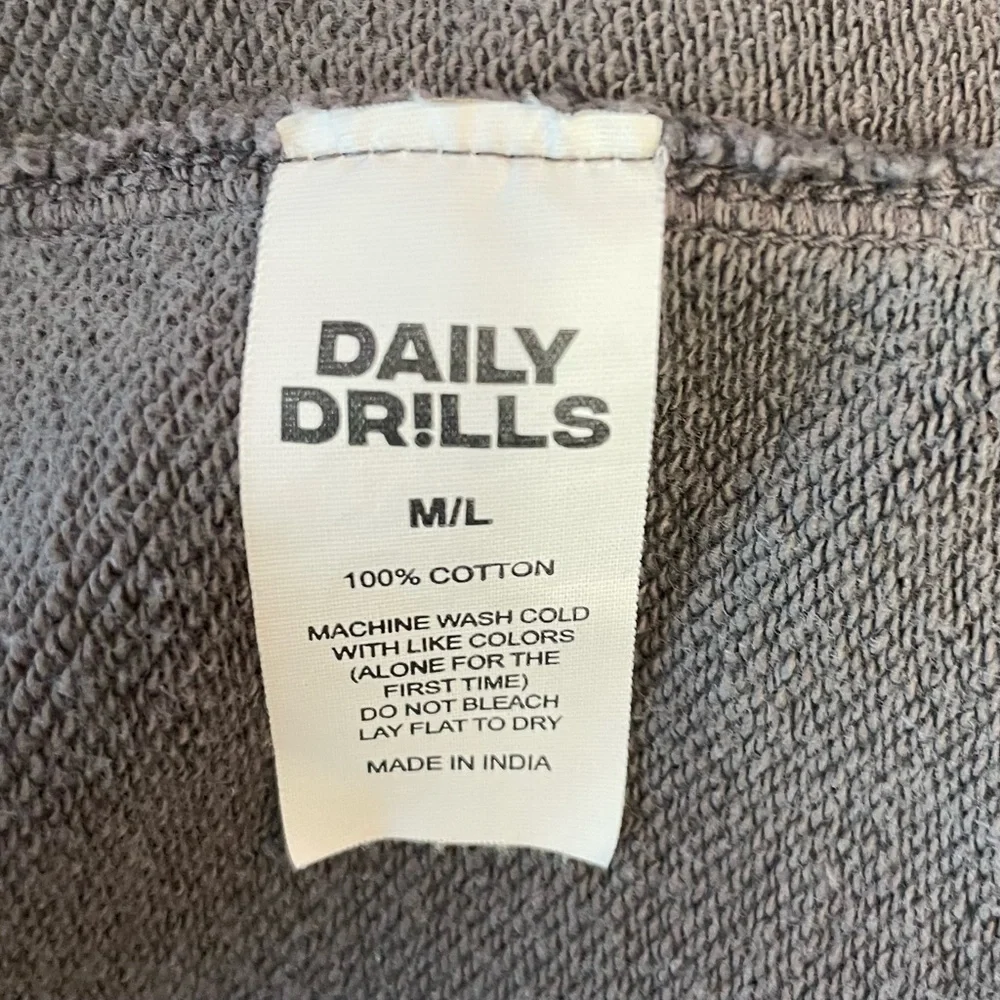 DAILY
DR!LLS
M/L
100% COTTON
MACHINE WASH COLD
WITH LIKE COLORS
(ALONE FOR THE
FIRST TIME)
DO NOT BLEACH
LAY FLAT TO DRY
MADE IN INDIA